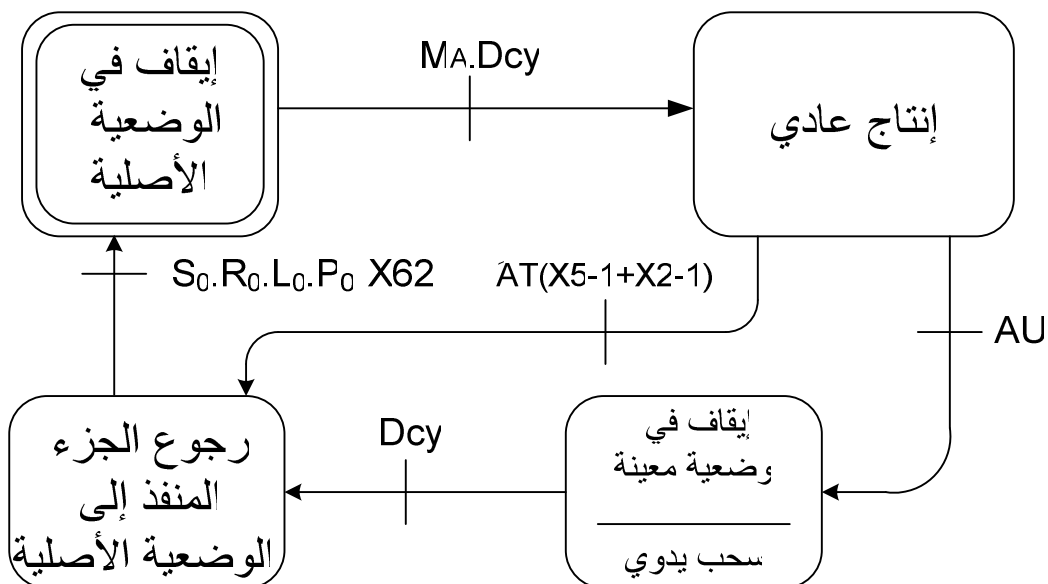 إيقاف في
الوضعية
الأصلية
MA.Dcy
إنتاج عادي
S0.R0.L0.P0 X62
AT(X5-1+X2-1)
AU
رجوع الجزء
المنفذ إلى
الوضعية الأصلية
Dcy
إيقاف في
وضعية معينة
سحب يدوي